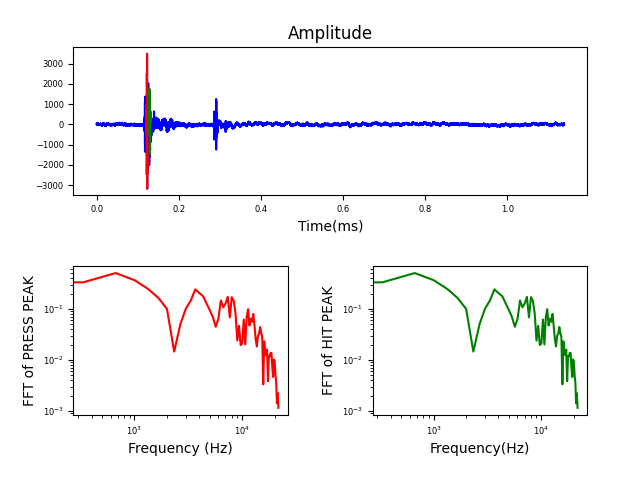 Amplitude
3000
2000
1000
0
−1000
−2000
−3000
0.0 0.2 0.4 0.6 0.8 1.0
Time(ms)
FFT of PRESS PEAK
10⁻¹
10⁻²
10⁻³
10³ 10⁴
Frequency (Hz)
FFT of HIT PEAK
10⁻¹
10⁻²
10⁻³
10³ 10⁴
Frequency(Hz)